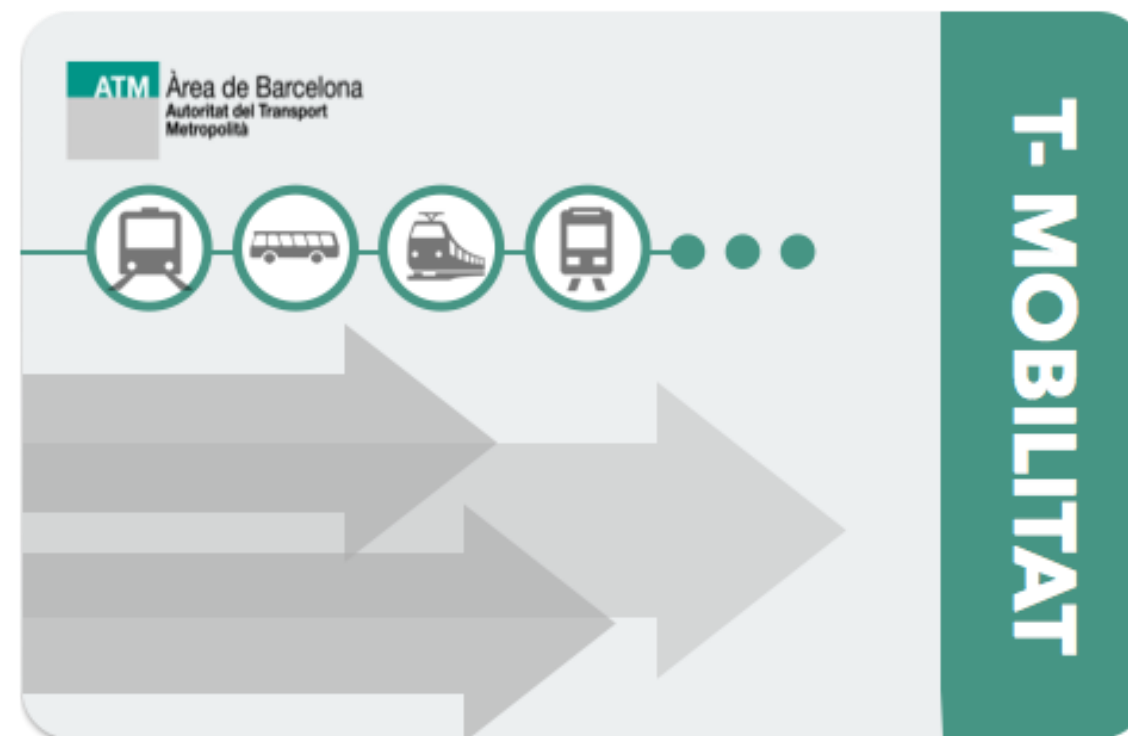 ATM
Àrea de Barcelona
Autoritat del Transport
Metropolità
T- MOBILITAT